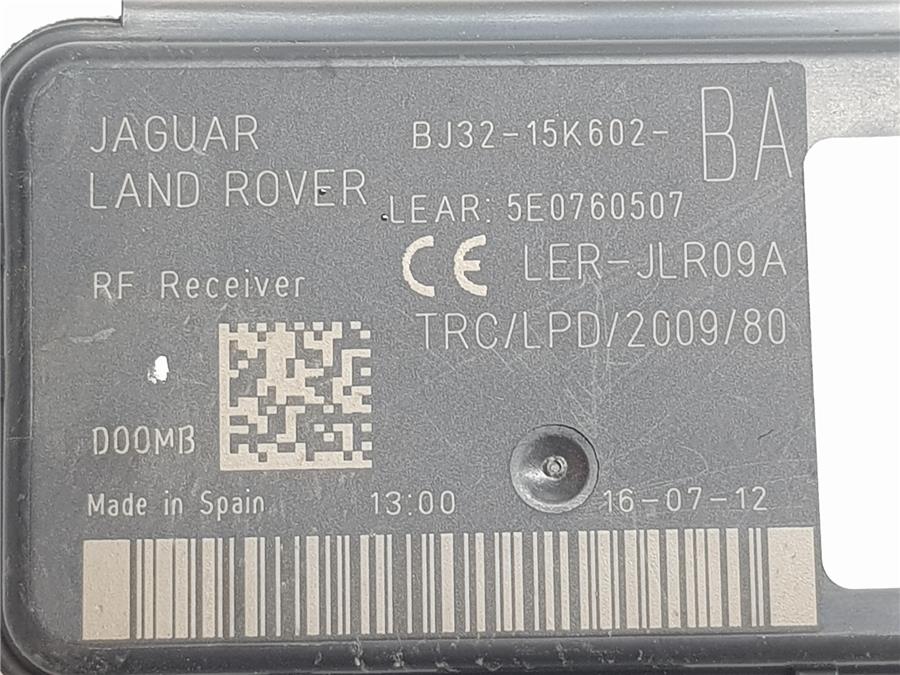 JAGUAR
LAND ROVER
BJ32-15K602-BA
LEAR: 5E0760507
CE LER-JLR09A
TRC/LPD/2009/80
RF Receiver
D00MB
Made in Spain 13:00 16-07-12